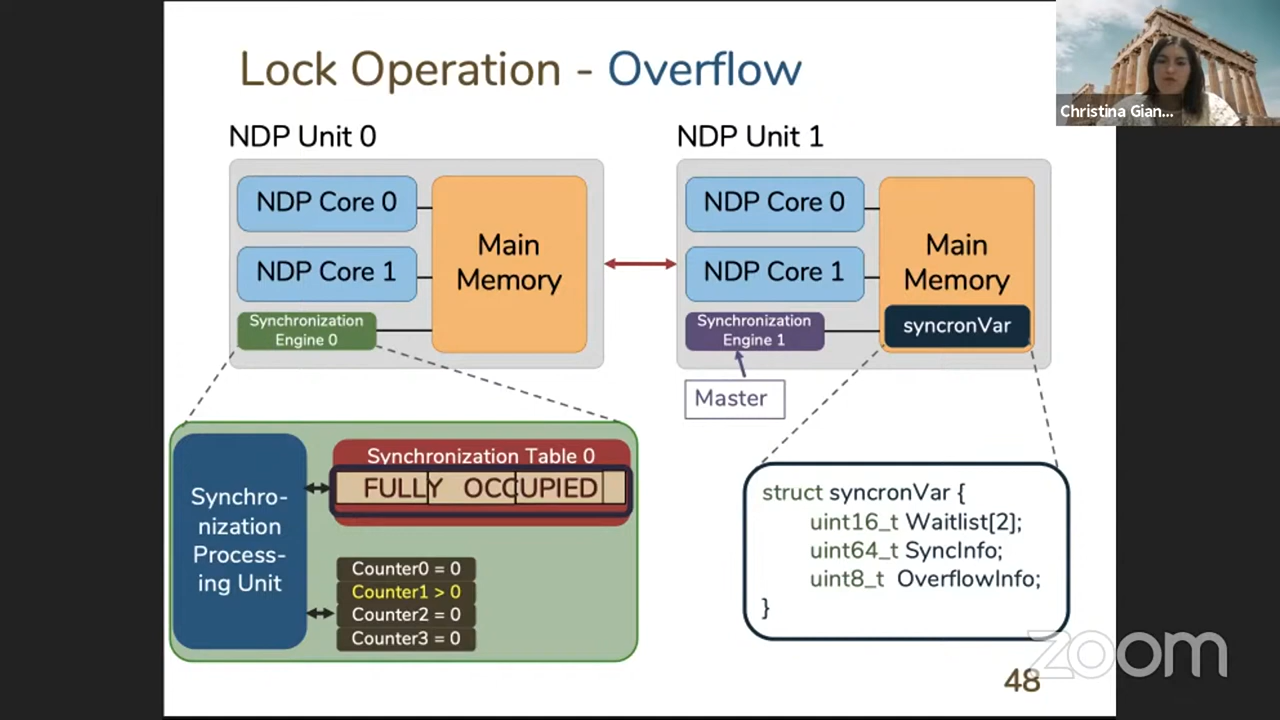 Lock Operation - Overflow
Christina Gian...
NDP Unit 0
NDP Core 0
NDP Core 1
Synchronization
Engine 0
Main
Memory
NDP Unit 1
NDP Core 0
NDP Core 1
Synchronization
Engine 1
Main
Memory
syncronVar
Master
Synchro-
nization
Process-
ing Unit
Synchronization Table 0
FULLY OCCUPIED
Counter0 = 0
Counter1 > 0
Counter2 = 0
Counter3 = 0
struct syncronVar {
uint16_t Waitlist[2];
uint64_t SyncInfo;
uint8_t OverflowInfo;
}
zoom
48